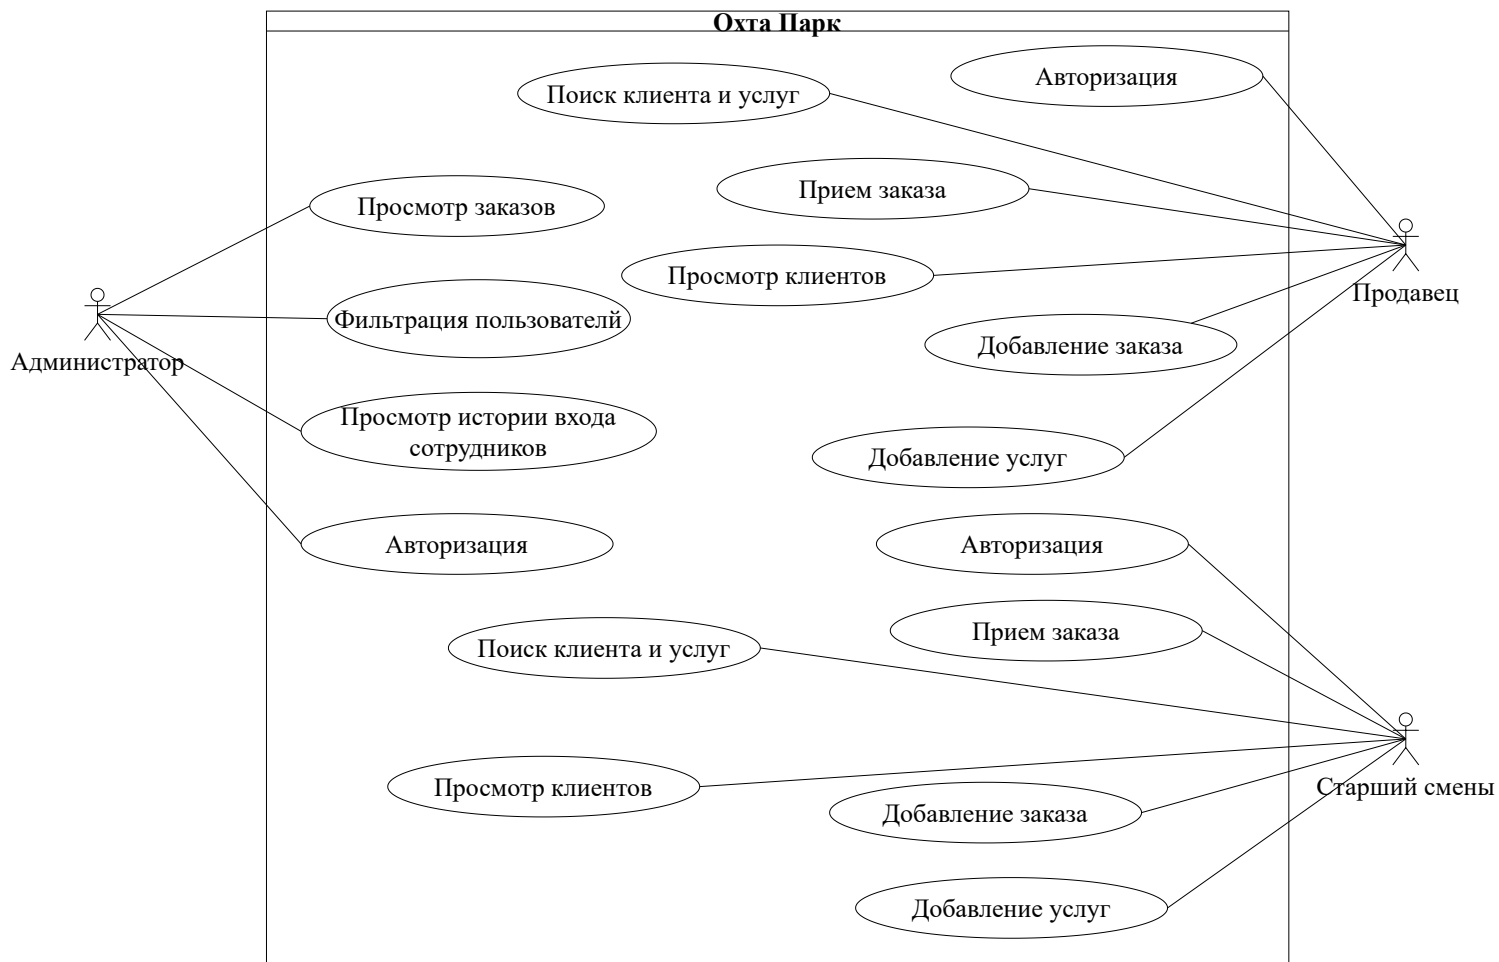 Охта Парк
Авторизация
Поиск клиента и услуг
Прием заказа
Просмотр заказов
Просмотр клиентов
Продавец
Фильтрация пользователй
Добавление заказа
Администратор
Просмотр истории входа
сотрудников
Добавление услуг
Авторизация
Авторизация
Прием заказа
Поиск клиента и услуг
Просмотр клиентов
Старший смены
Добавление заказа
Добавление услуг